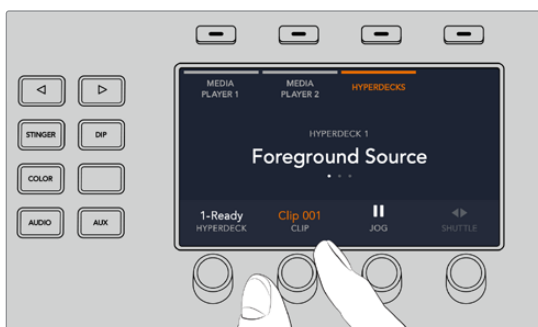 MEDIA PLAYER 1
MEDIA PLAYER 2
HYPERDECKS
HYPERDECK 1
Foreground Source
1-Ready
HYPERDECK
Clip 001
CLIP
JOG
SHUTTLE
STINGER
DIP
COLOR
AUDIO
AUX